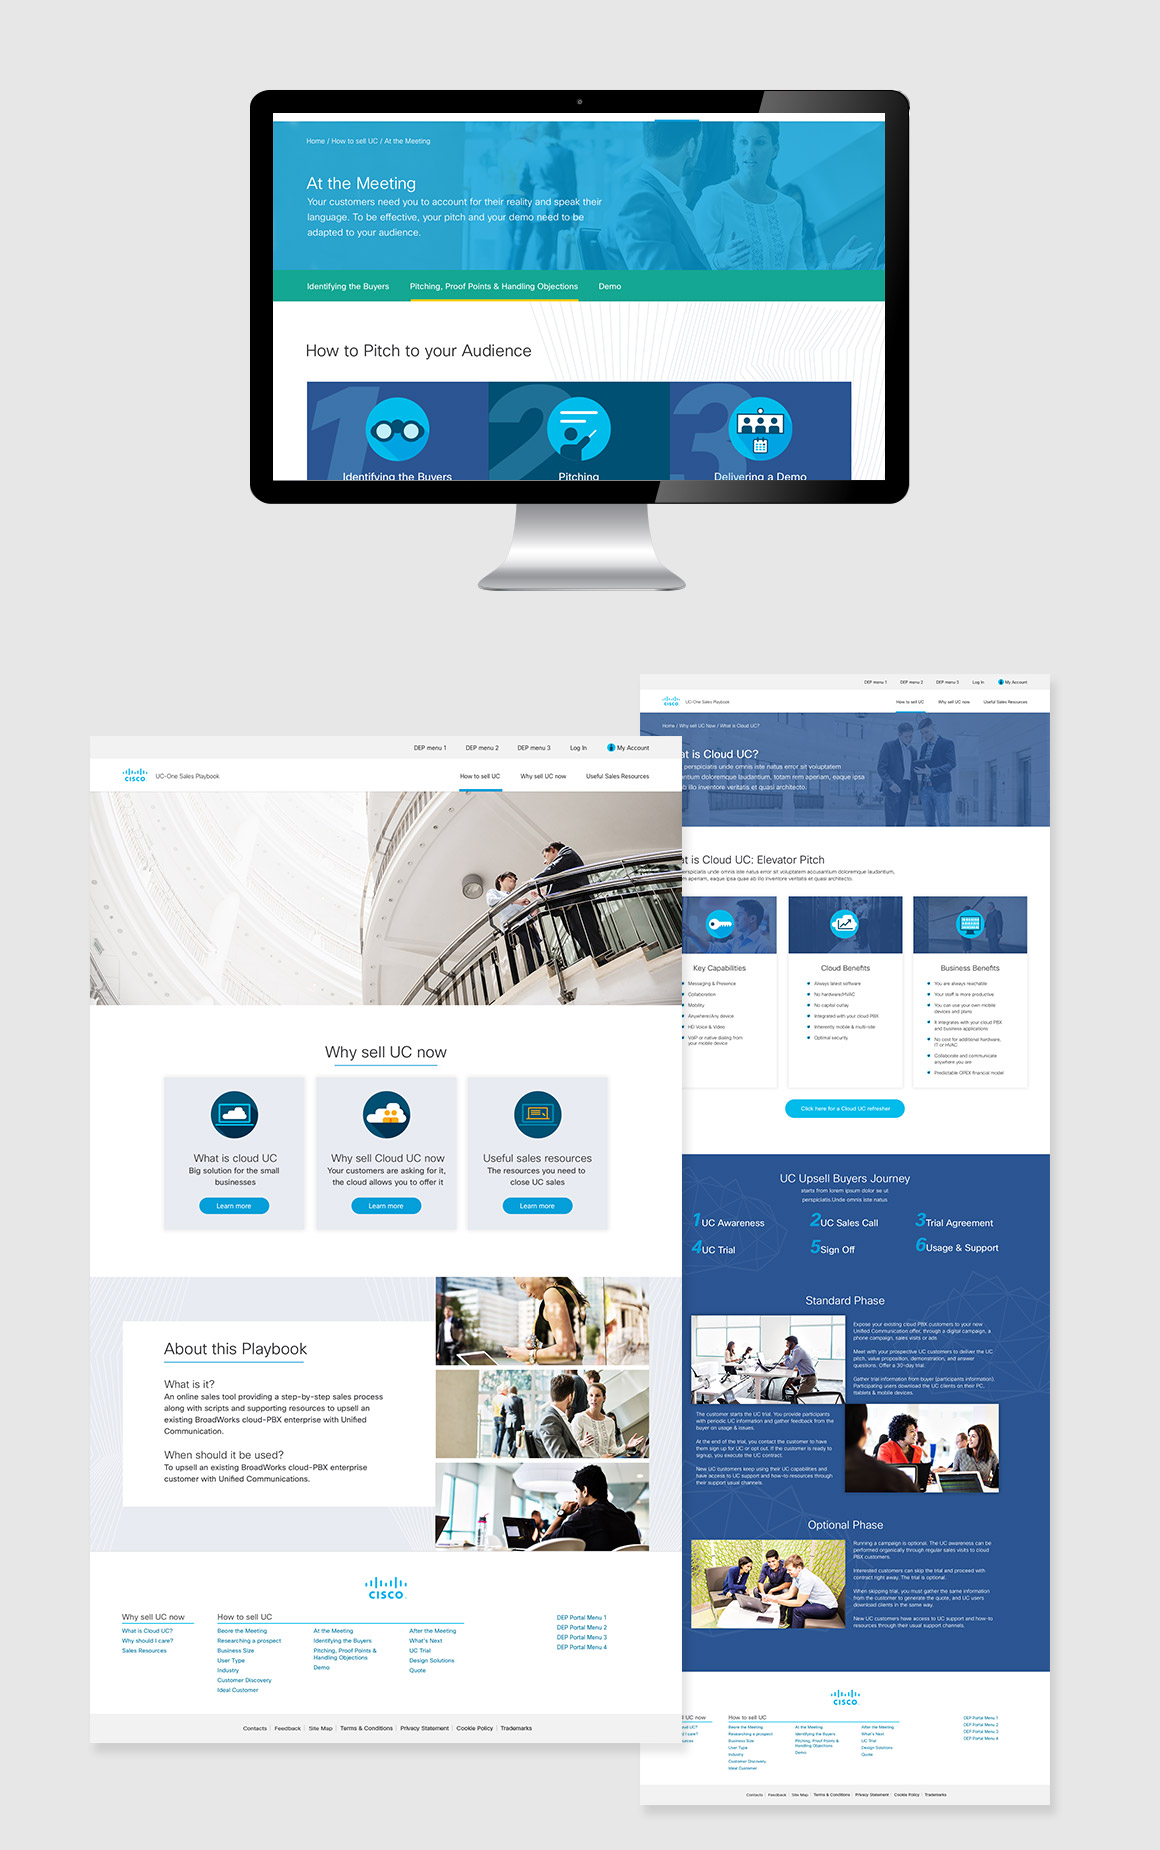 Home / How to sell UC / At the Meeting
At the Meeting
Your customers need you to account for their reality and speak their
language. To be effective, your pitch and your demo need to be
adapted to your audience.
Identifying the Buyers Pitching, Proof Points & Handling Objections Demo
How to Pitch to your Audience
1 2 3
Identifying the Buyers Pitching Delivering a Demo
DEP menu 1 DEP menu 2 DEP menu 3 Log In My Account
CISCO UC-One Sales Playbook How to sell UC Why sell UC now Useful Sales Resources
Why sell UC now
What is cloud UC
Big solution for the small
businesses
Learn more
Why sell Cloud UC now
Your customers are asking for it,
the cloud allows you to offer it
Learn more
Useful sales resources
The resources you need to
close UC sales
Learn more
About this Playbook
What is it?
An online sales tool providing a step-by-step sales process
along with scripts and supporting resources to upsell an
existing BroadWorks cloud-PBX enterprise with Unified
Communication.
When should it be used?
To upsell an existing BroadWorks cloud-PBX enterprise
customer with Unified Communications.
CISCO
Why sell UC now
What is Cloud UC?
Why should I care?
Sales Resources
How to sell UC
Beore the Meeting
Researching a prospect
Business Size
User Type
Industry
Customer Discovery
Ideal Customer
At the Meeting
Identifying the Buyers
Pitching, Proof Points &
Handling Objections
Demo
After the Meeting
What's Next
UC Trial
Design Solutions
Quote
DEP Portal Menu 1
DEP Portal Menu 2
DEP Portal Menu 3
DEP Portal Menu 4
Contacts | Feedback | Site Map | Terms & Conditions | Privacy Statement | Cookie Policy | Trademarks
DEP menu 1 DEP menu 2 DEP menu 3 Log In My Account
CISCO UC-One Sales Playbook How to sell UC Why sell UC now Useful Sales Resources
Home / Why sell UC Now / What is Cloud UC?
at is Cloud UC?
perspiciatis unde omnis iste natus error sit voluptatem
entium doloremque laudantium, totam rem aperiam, eaque ipsa
ab illo inventore veritatis et quasi architecto.
at is Cloud UC: Elevator Pitch
perspiciatis unde omnis iste natus error sit voluptatem accusantium doloremque laudantium,
m aperiam, eaque ipsa quae ab illo inventore veritatis et quasi architecto.
Key Capabilities
Messaging & Presence
Collaboration
Mobility
Anywhere/Any device
HD Voice & Video
VoIP or native dialing from
your mobile device
Cloud Benefits
Always latest software
No hardware/HVAC
No capital outlay
Integrated with your cloud PBX
Inherently mobile & multi-site
Optimal security
Business Benefits
You are always reachable
Your staff is more productive
You can use your own mobile
devices and plans
It integrates with your cloud PBX
and business applications
No cost for additional hardware,
IT or HVAC
Collaborate and communicate
anywhere you are
Predictable OPEX financial model
Click here for a Cloud UC refresher
UC Upsell Buyers Journey
starts from lorem ipsum dolor se ut
perspiciatis.Unde omnis iste natus
1 UC Awareness 2 UC Sales Call 3 Trial Agreement
4 UC Trial 5 Sign Off 6 Usage & Support
Standard Phase
Expose your existing cloud PBX customers to your new
Unified Communication offer, through a digital campaign, a
phone campaign, sales visits or ads
Meet with your prospective UC customers to deliver the UC
pitch, value proposition, demonstration, and answer
questions. Offer a 30-day trial.
Gather trial information from buyer (participants information).
Participating users download the UC clients on their PC,
tablets & mobile devices.
The customer starts the UC trial. You provide participants
with periodic UC information and gather feedback from the
buyer on usage & issues.
At the end of the trial, you contact the customer to have
them sign up for UC or opt out. If the customer is ready to
signup, you execute the UC contract.
New UC customers keep using their UC capabilities and
have access to UC support and how-to resources through
their support usual channels.
Optional Phase
Running a campaign is optional. The UC awareness can be
performed organically through regular sales visits to cloud
PBX customers.
Interested customers can skip the trial and proceed with
contract right away. The trial is optional.
When skipping trial, you must gather the same information
from the customer to generate the quote, and UC users
download clients in the same way.
New UC customers have access to UC support and how-to
resources through their usual support channels.
CISCO
UC now
oud UC?
I care?
ources
How to sell UC
Beore the Meeting
Researching a prospect
Business Size
User Type
Industry
Customer Discovery
Ideal Customer
At the Meeting
Identifying the Buyers
Pitching, Proof Points &
Handling Objections
Demo
After the Meeting
What's Next
UC Trial
Design Solutions
Quote
DEP Portal Menu 1
DEP Portal Menu 2
DEP Portal Menu 3
DEP Portal Menu 4
Contacts | Feedback | Site Map | Terms & Conditions | Privacy Statement | Cookie Policy | Trademarks